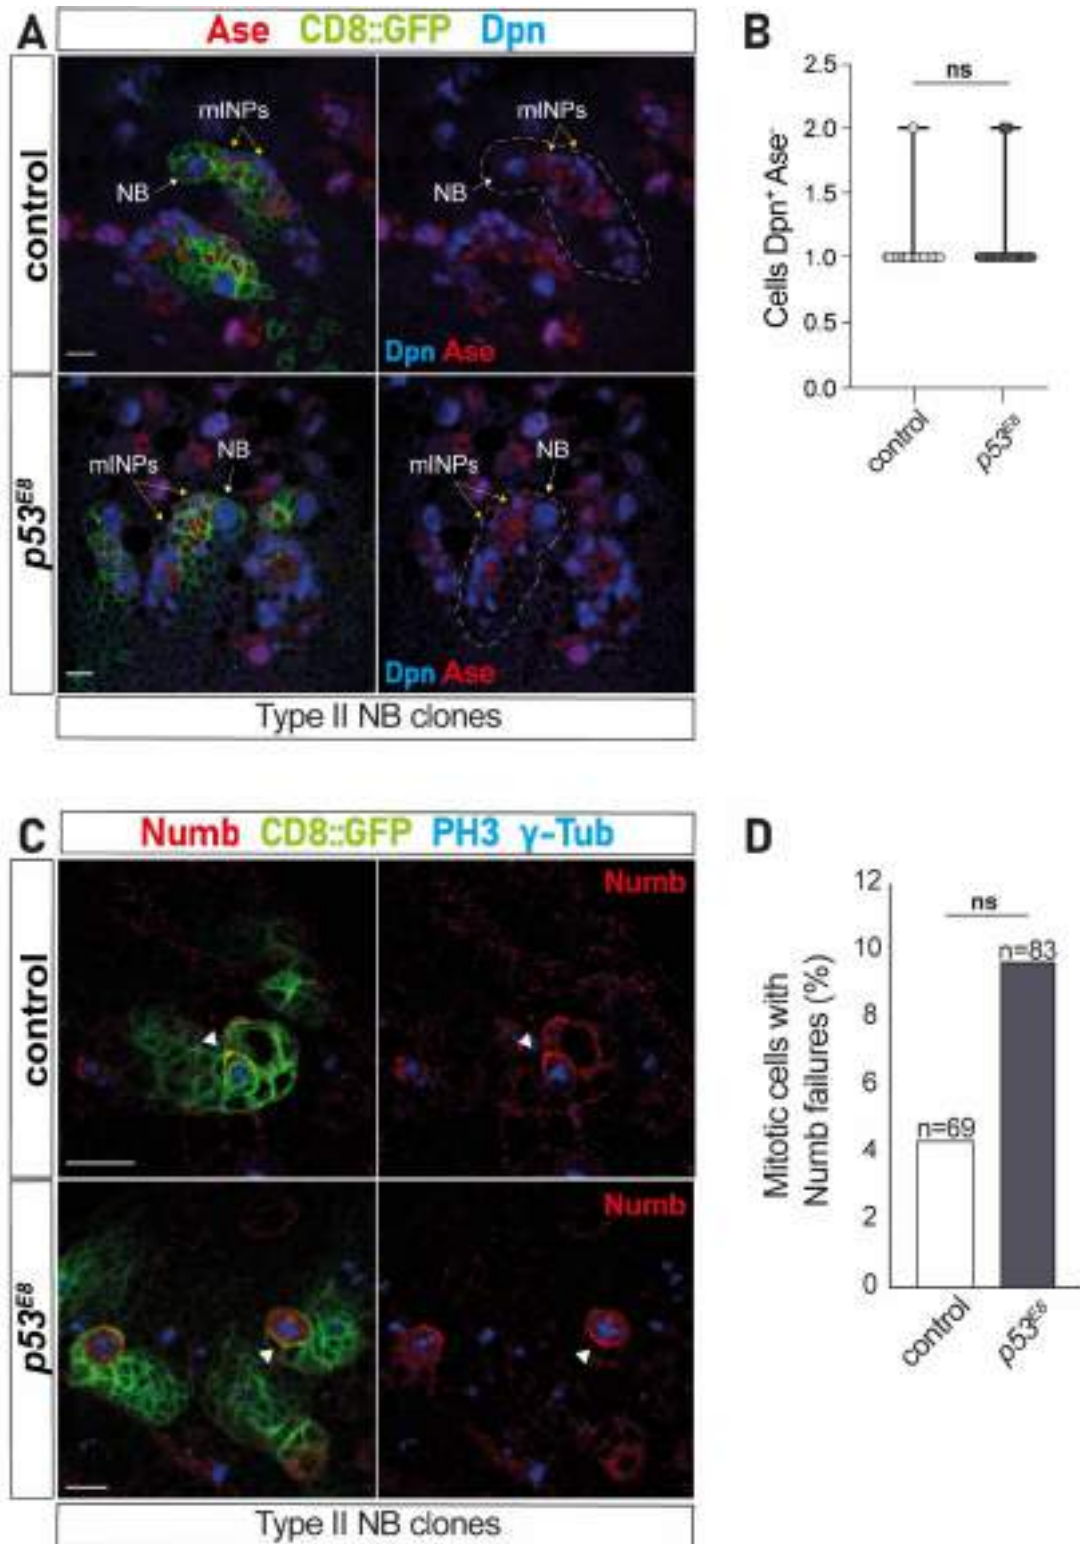 A
Ase CD8::GFP Dpn
control
mINPs
NB
mINPs
NB
Dpn Ase
p53E8
mINPs
NB
mINPs
NB
Dpn Ase
Type II NB clones
B
ns
Cells Dpn+ Ase-
2.5
2.0
1.5
1.0
0.5
0.0
control
p53E8
C
Numb CD8::GFP PH3 γ-Tub
control
Numb
p53E8
Numb
Type II NB clones
D
ns
Mitotic cells with
Numb failures (%)
12
10
8
6
4
2
0
n=69
n=83
control
p53E8